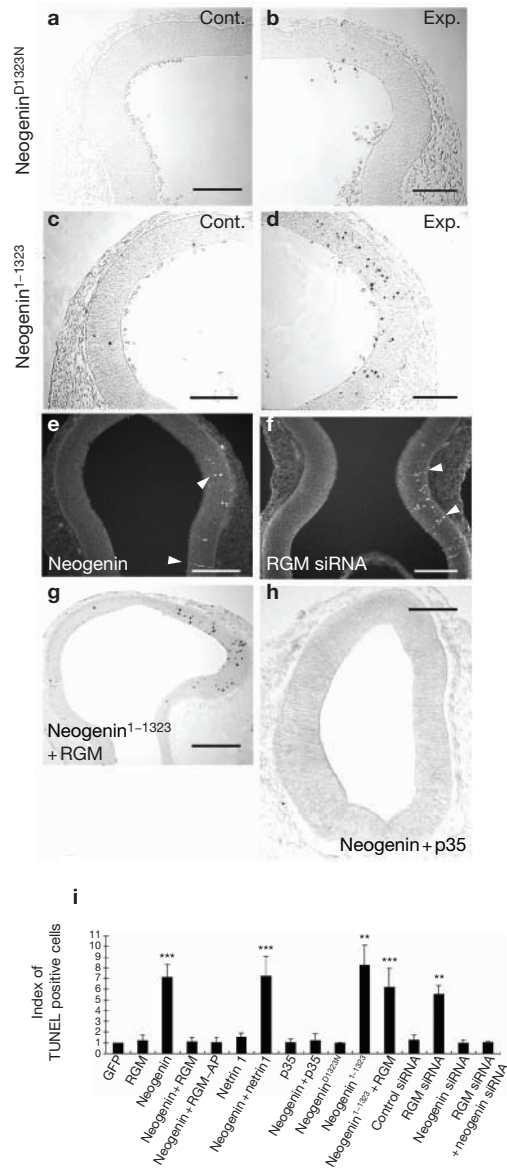 a Cont.
b Exp.
Neogenin^D1323N
c Cont.
d Exp.
Neogenin^1–1323
e
Neogenin
f
RGM siRNA
g
Neogenin^1–1323
+ RGM
h
Neogenin + p35
i
Index of
TUNEL positive cells
11
10
9
8
7
6
5
4
3
2
1
0
***
***
**
***
**
GFP
RGM
Neogenin
Neogenin + RGM
Neogenin + RGM–AP
Netrin 1
Neogenin + netrin1
p35
Neogenin + p35
Neogenin^D1323N
Neogenin^1–1323
Neogenin^1–1323 + RGM
Control siRNA
RGM siRNA
Neogenin siRNA
RGM siRNA
+ neogenin siRNA